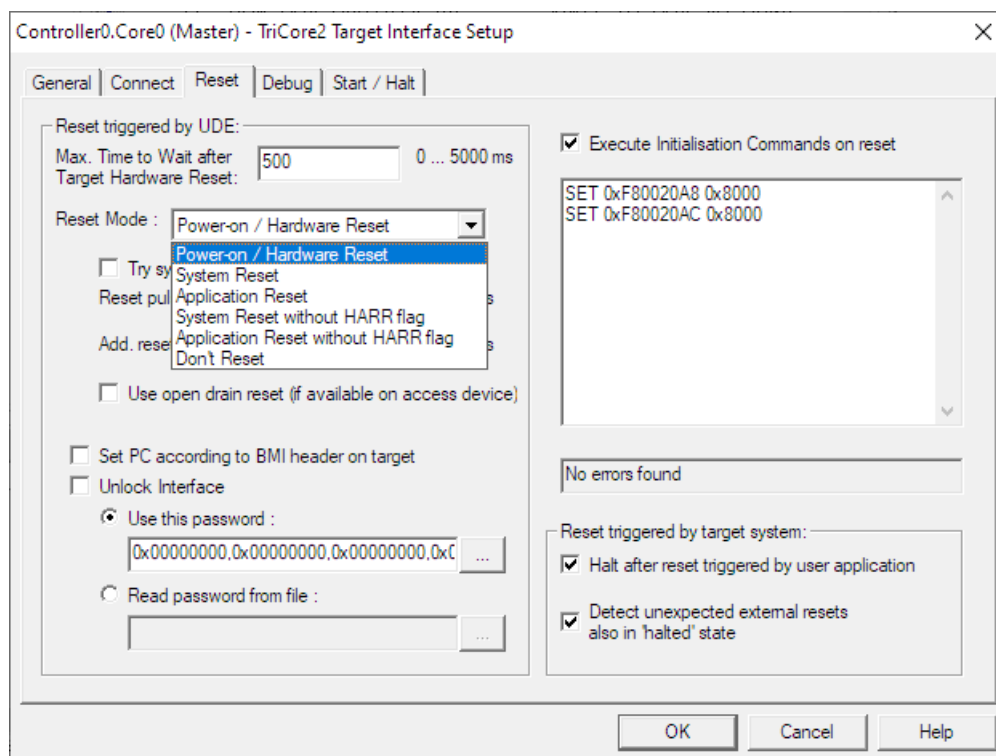 Controller0.Core0 (Master) - TriCore2 Target Interface Setup
General Connect Reset Debug Start / Halt
Reset triggered by UDE:
Max. Time to Wait after
Target Hardware Reset:
500
0 ... 5000 ms
Reset Mode :
Power-on / Hardware Reset
Power-on / Hardware Reset
System Reset
Application Reset
System Reset without HARR flag
Application Reset without HARR flag
Don't Reset
Try
Reset
Add.
Use open drain reset (if available on access device)
Set PC according to BMI header on target
Unlock Interface
Use this password :
0x00000000,0x00000000,0x00000000,0x0
...
Read password from file :
...
Execute Initialisation Commands on reset
SET 0xF80020A8 0x8000
SET 0xF80020AC 0x8000
No errors found
Reset triggered by target system:
Halt after reset triggered by user application
Detect unexpected external resets
also in 'halted' state
OK Cancel Help